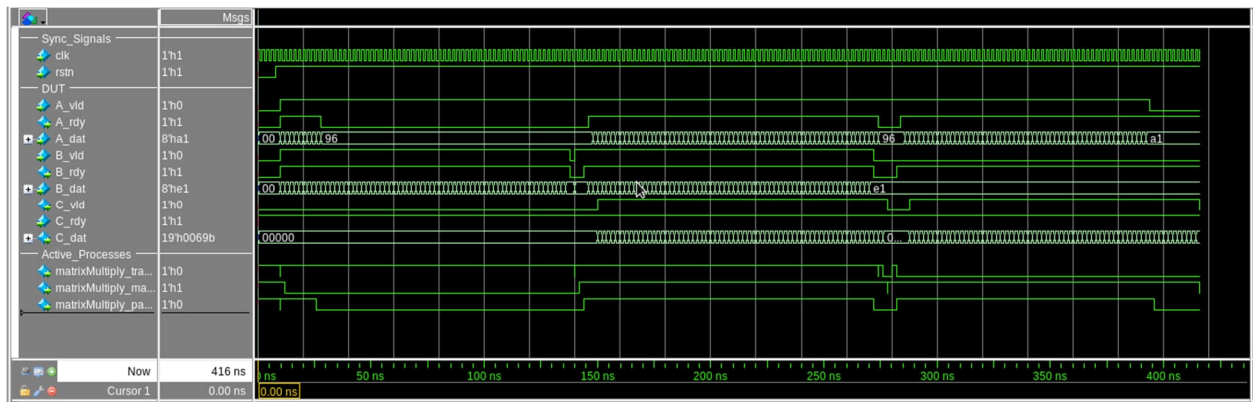 Msgs
Sync_Signals
clk 1'h1
rstn 1'h1
DUT
A_vld 1'h0
A_rdy 1'h1
A_dat 8'ha1 00 96 96 a1
B_vld 1'h0
B_rdy 1'h1
B_dat 8'he1 00 e1
C_vld 1'h0
C_rdy 1'h1
C_dat 19'h0069b 00000 0...
Active_Processes
matrixMultiply_tra... 1'h0
matrixMultiply_ma... 1'h1
matrixMultiply_pa... 1'h0
Now 416 ns ns 50 ns 100 ns 150 ns 200 ns 250 ns 300 ns 350 ns 400 ns
Cursor 1 0.00 ns 0.00 ns